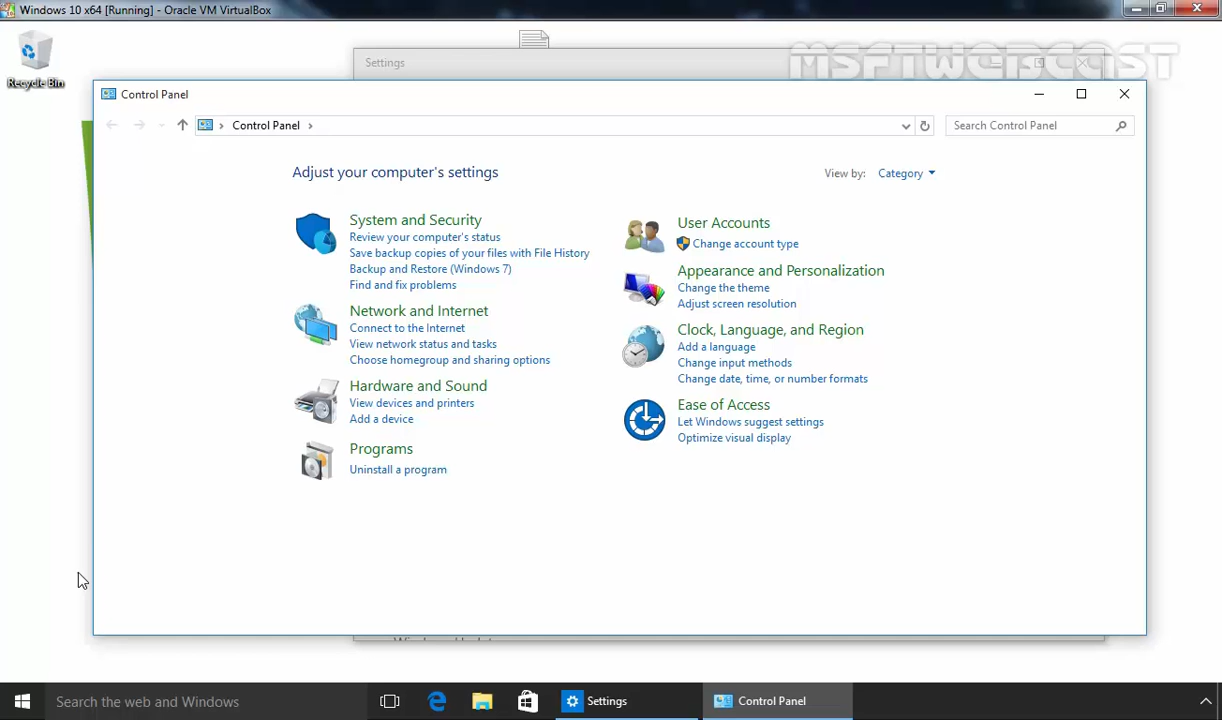 Windows 10 x64 [Running] - Oracle VM VirtualBox
Recycle Bin
Settings
MSFTWEBCAST
Control Panel
Control Panel
Search Control Panel
Adjust your computer's settings
View by: Category
System and Security
Review your computer's status
Save backup copies of your files with File History
Backup and Restore (Windows 7)
Find and fix problems
Network and Internet
Connect to the Internet
View network status and tasks
Choose homegroup and sharing options
Hardware and Sound
View devices and printers
Add a device
Programs
Uninstall a program
User Accounts
Change account type
Appearance and Personalization
Change the theme
Adjust screen resolution
Clock, Language, and Region
Add a language
Change input methods
Change date, time, or number formats
Ease of Access
Let Windows suggest settings
Optimize visual display
Search the web and Windows
Settings
Control Panel